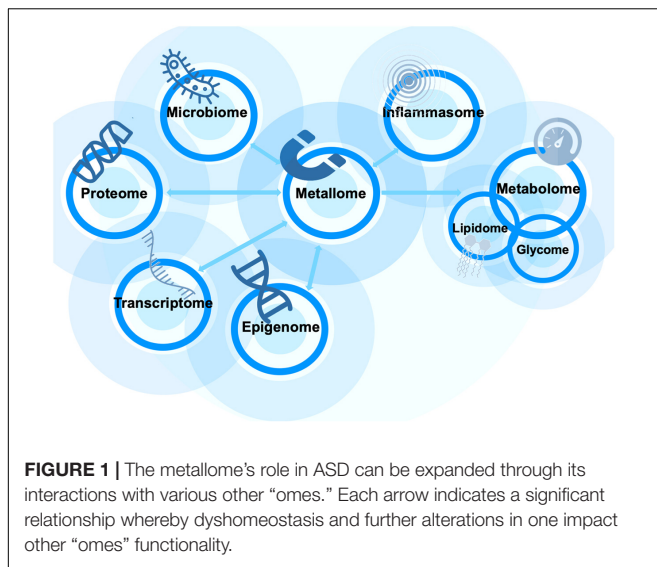 Microbiome
Inflammasome
Proteome
Metallome
Metabolome
Lipidome
Glycome
Transcriptome
Epigenome
FIGURE 1 | The metallome's role in ASD can be expanded through its
interactions with various other "omes." Each arrow indicates a significant
relationship whereby dyshomeostasis and further alterations in one impact
other "omes" functionality.